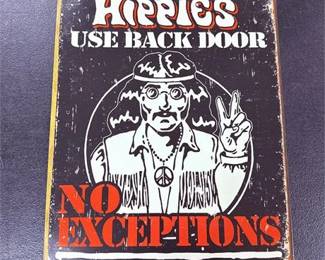 HIPPIES
USE BACK DOOR
NO
EXCEPTIONS